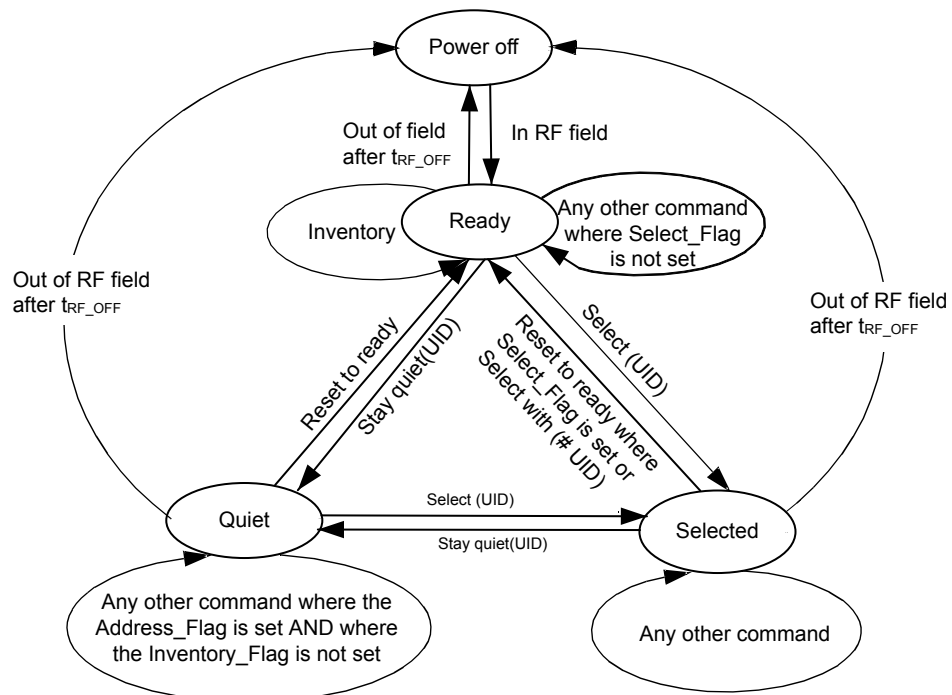 Power off
Out of field
after tRF_OFF
In RF field
Ready
Inventory
Any other command
where Select_Flag
is not set
Out of RF field
after tRF_OFF
Out of RF field
after tRF_OFF
Reset to ready
Stay quiet(UID)
Reset to ready where
Select_Flag is set or
Select with (# UID)
Select (UID)
Quiet
Select (UID)
Stay quiet(UID)
Selected
Any other command where the
Address_Flag is set AND where
the Inventory_Flag is not set
Any other command